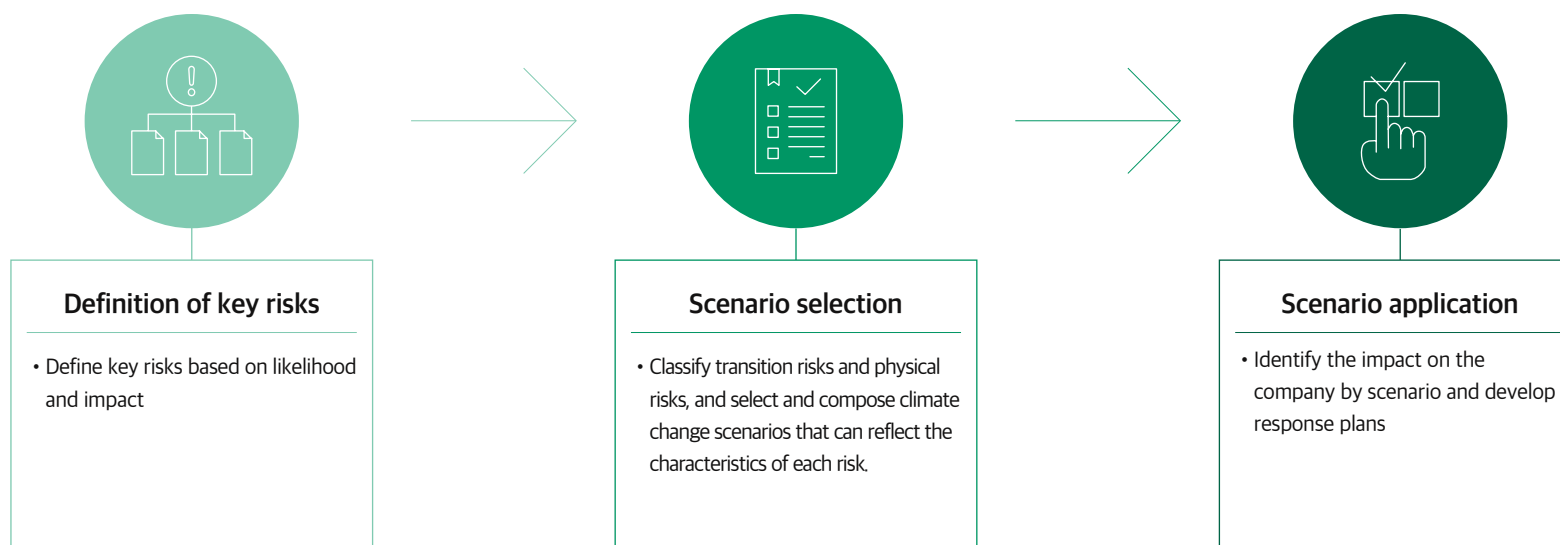 Definition of key risks
• Define key risks based on likelihood
and impact
Scenario selection
• Classify transition risks and physical
risks, and select and compose climate
change scenarios that can reflect the
characteristics of each risk.
Scenario application
• Identify the impact on the
company by scenario and develop
response plans